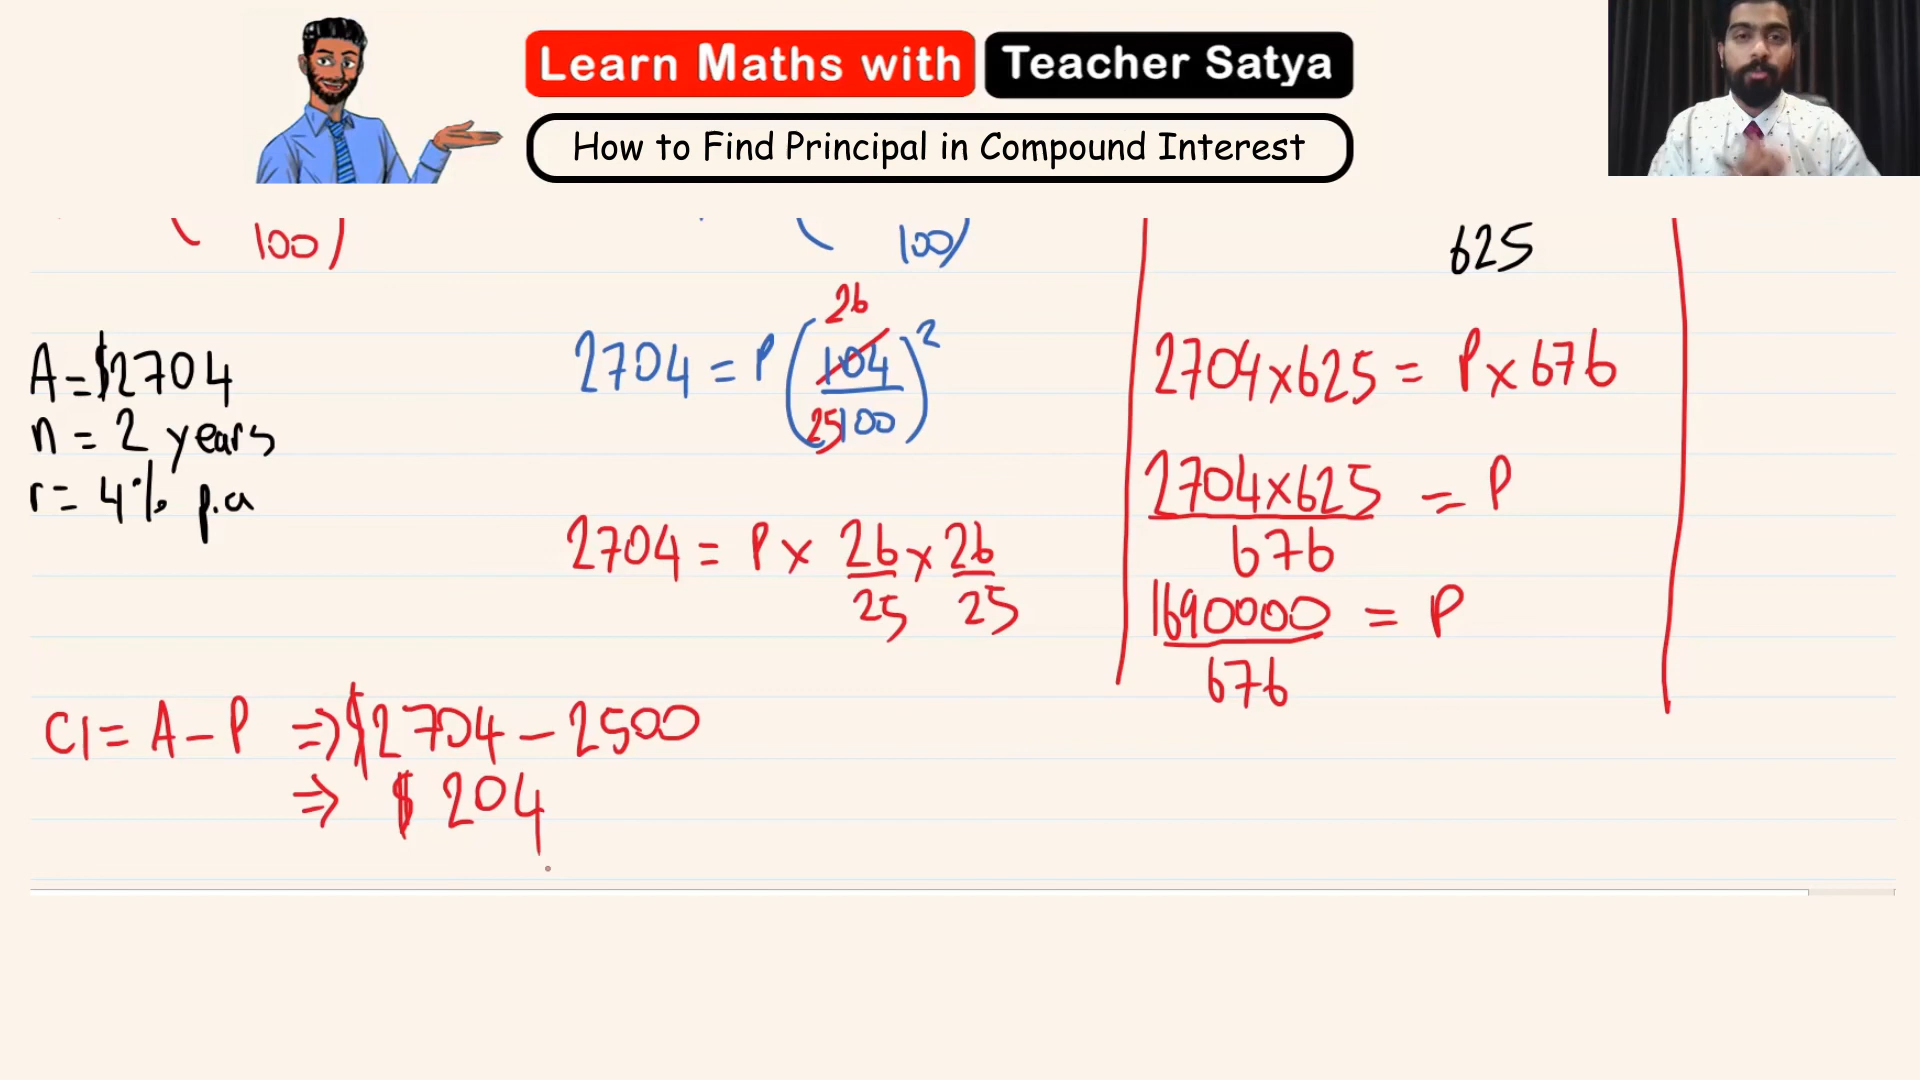 Learn Maths with Teacher Satya
How to Find Principal in Compound Interest
( 100)
A = $2704
n = 2 years
r = 4% p.a
CI = A - P ⇒ $2704 - 2500
⇒ $ 204
( 100)
26
2704 = P (104/100)²
25
2704 = P × 26/25 × 26/25
625
2704 × 625 = P × 676
2704 × 625 = P
676
1690000 = P
676